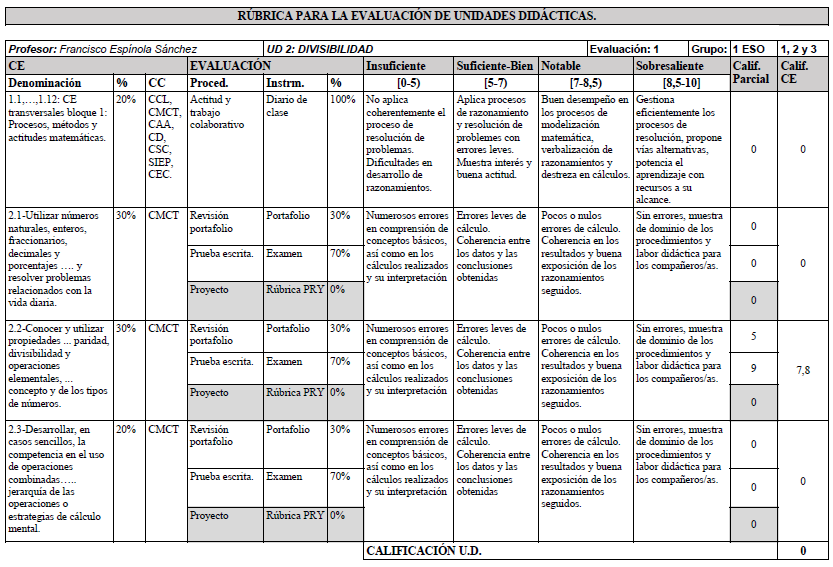 RÚBRICA PARA LA EVALUACIÓN DE UNIDADES DIDÁCTICAS.
Profesor: Francisco Espínola Sánchez UD 2: DIVISIBILIDAD Evaluación: 1 Grupo: 1 ESO 1, 2 y 3
CE EVALUACIÓN Insuficiente Suficiente-Bien Notable Sobresaliente Calif. Calif.
Denominación % CC Proced. Instrm. % [0-5) [5-7) [7-8,5) [8,5-10] Parcial CE
1.1,…,1.12: CE
transversales bloque 1:
Procesos, métodos y
actitudes matemáticas.
20%
CCL,
CMCT,
CAA,
CD,
CSC,
SIEP,
CEC.
Actitud y
trabajo
colaborativo
Diario de
clase
100%
No aplica
coherentemente el
proceso de
resolución de
problemas.
Dificultades en
desarrollo de
razonamientos.
Aplica procesos
de razonamiento
y resolución de
problemes con
errores leves.
Muestra interés y
buena actitud.
Buen desempeño en
los procesos de
modelización
matemática,
verbalización de
razonamientos y
destreza en cálculos.
Gestiona
eficientemente los
procesos de
resolución, propone
vías alternativas,
potencia el
aprendizaje con
recursos a su
alcance.
0
0
2.1-Utilizar números
naturales, enteros,
fraccionarios,
decimales y
porcentajes …. y
resolver problemas
relacionados con la
vida diaria.
30%
CMCT
Revisión
portafolio
Portafolio
30%
Prueba escrita.
Examen
70%
Proyecto
Rúbrica PRY
0%
Numerosos errores
en comprensión de
conceptos básicos,
así como en los
cálculos realizados
y su interpretación
Errores leves de
cálculo.
Coherencia entre
los datos y las
conclusiones
obtenidas
Pocos o nulos
errores de cálculo.
Coherencia en los
resultados y buena
exposición de los
razonamientos
seguidos.
Sin errores, muestra
de dominio de los
procedimientos y
labor didáctica para
los compañeros/as.
0
0
0
0
2.2-Conocer y utilizar
propiedades ... paridad,
divisibilidad y
operaciones
elementales, ...
concepto y de los tipos
de números.
30%
CMCT
Revisión
portafolio
Portafolio
30%
Prueba escrita.
Examen
70%
Proyecto
Rúbrica PRY
0%
Numerosos errores
en comprensión de
conceptos básicos,
así como en los
cálculos realizados
y su interpretación
Errores leves de
cálculo.
Coherencia entre
los datos y las
conclusiones
obtenidas
Pocos o nulos
errores de cálculo.
Coherencia en los
resultados y buena
exposición de los
razonamientos
seguidos.
Sin errores, muestra
de dominio de los
procedimientos y
labor didáctica para
los compañeros/as.
5
9
0
7,8
2.3-Desarrollar, en
casos sencillos, la
competencia en el uso
de operaciones
combinadas…..
jerarquía de las
operaciones o
estrategias de cálculo
mental.
20%
CMCT
Revisión
portafolio
Portafolio
30%
Prueba escrita.
Examen
70%
Proyecto
Rúbrica PRY
0%
Numerosos errores
en comprensión de
conceptos básicos,
así como en los
cálculos realizados
y su interpretación
Errores leves de
cálculo.
Coherencia entre
los datos y las
conclusiones
obtenidas
Pocos o nulos
errores de cálculo.
Coherencia en los
resultados y buena
exposición de los
razonamientos
seguidos.
Sin errores, muestra
de dominio de los
procedimientos y
labor didáctica para
los compañeros/as.
0
0
0
0
CALIFICACIÓN U.D. 0